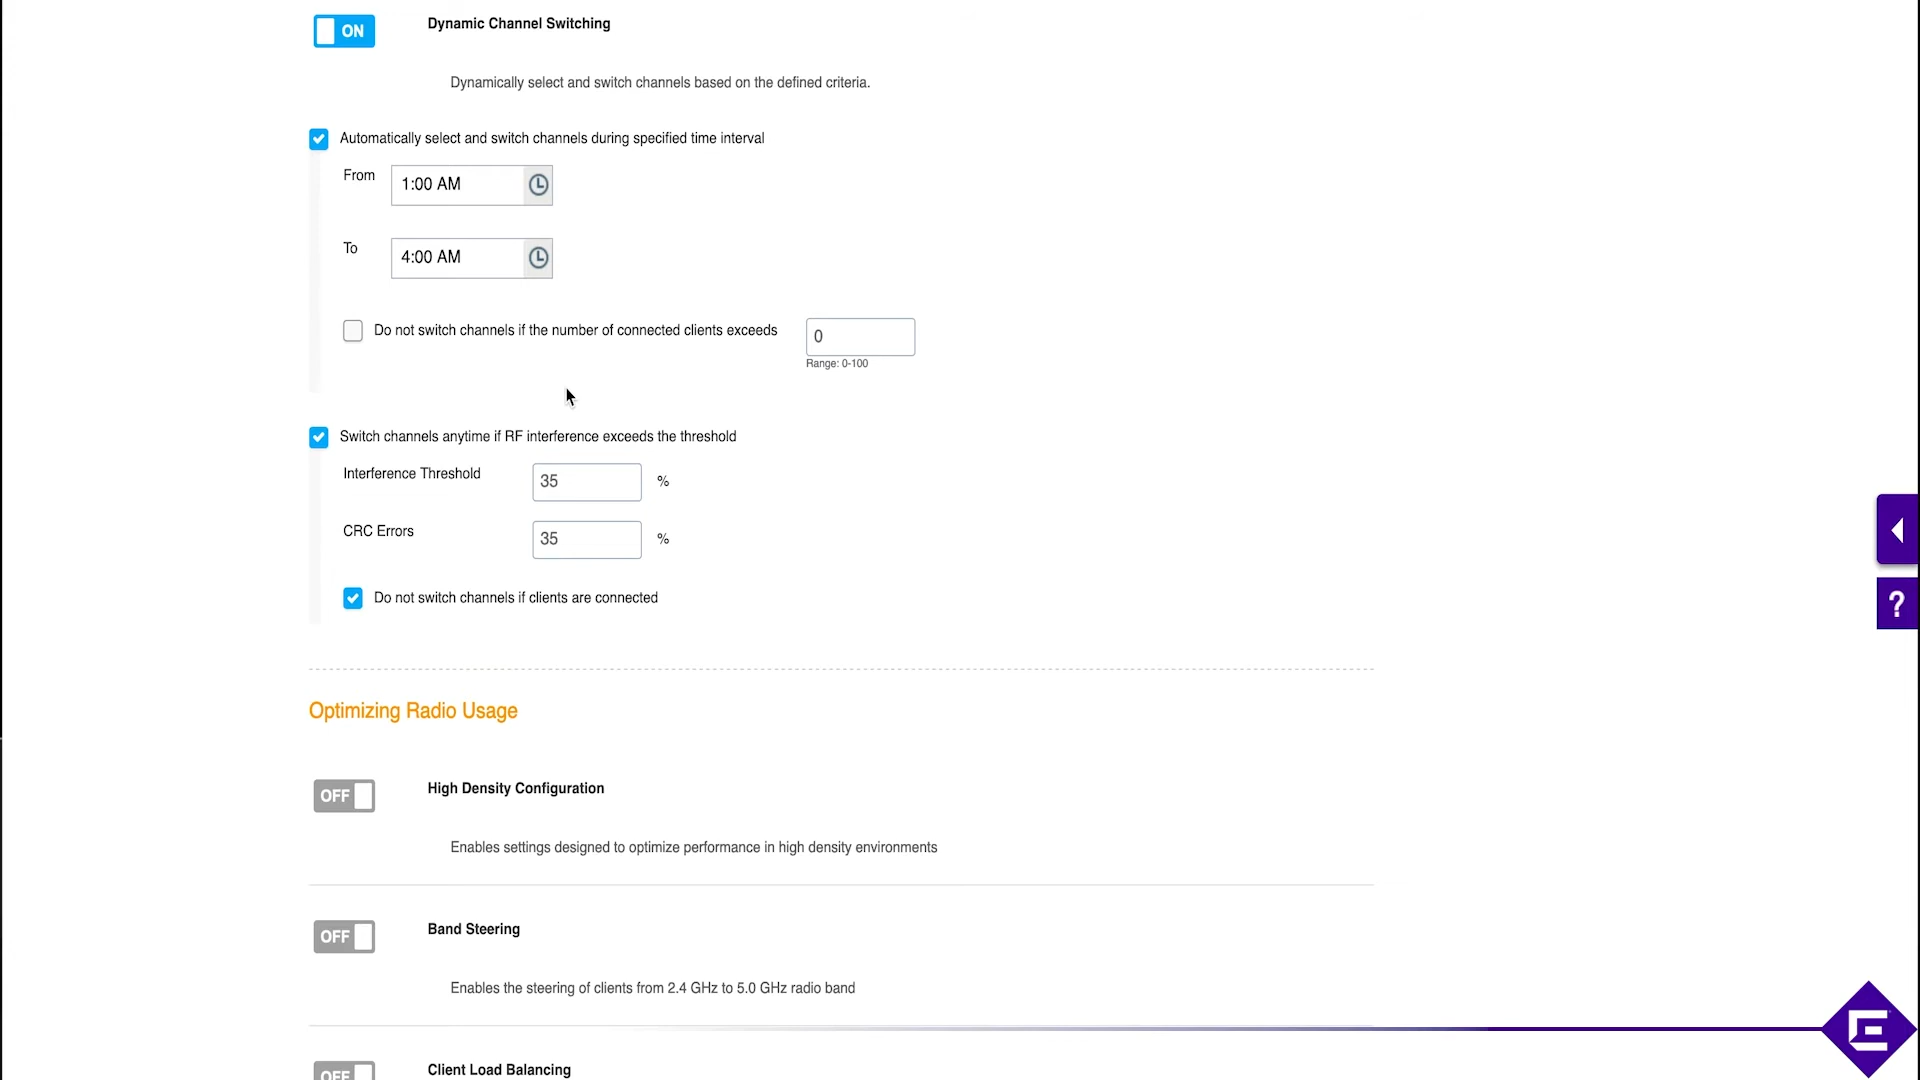 ON
Dynamic Channel Switching
Dynamically select and switch channels based on the defined criteria.
Automatically select and switch channels during specified time interval
From
1:00 AM
To
4:00 AM
Do not switch channels if the number of connected clients exceeds
0
Range: 0-100
Switch channels anytime if RF interference exceeds the threshold
Interference Threshold
35
%
CRC Errors
35
%
?
Do not switch channels if clients are connected
Optimizing Radio Usage
OFF
High Density Configuration
Enables settings designed to optimize performance in high density environments
OFF
Band Steering
Enables the steering of clients from 2.4 GHz to 5.0 GHz radio band
OFF
Client Load Balancing